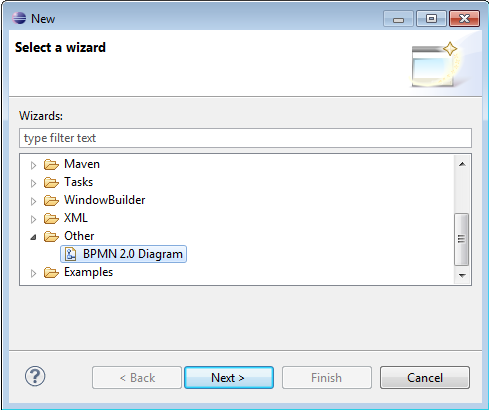 New
Select a wizard
Wizards:
type filter text
Maven
Tasks
WindowBuilder
XML
Other
BPMN 2.0 Diagram
Examples
? < Back Next > Finish Cancel